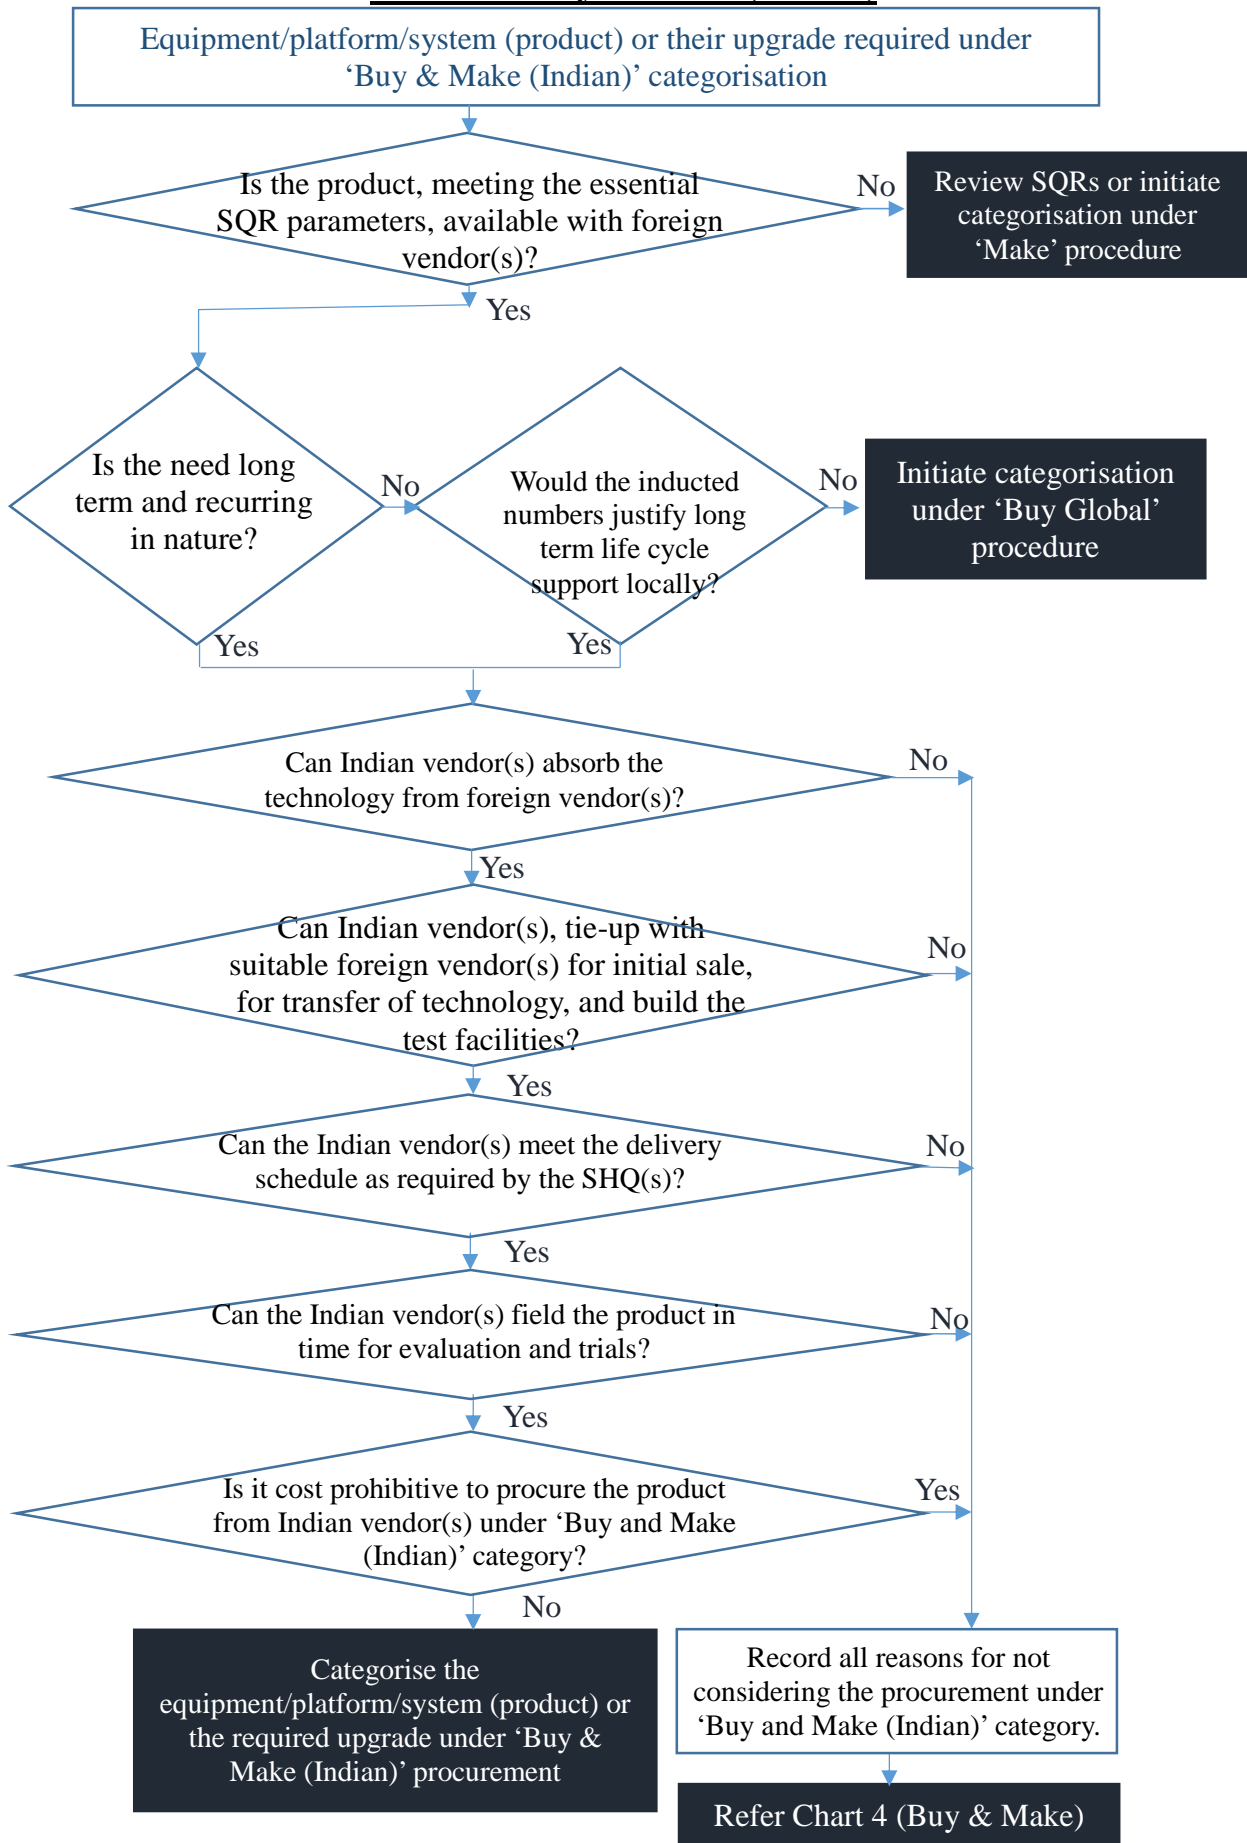 Equipment/platform/system (product) or their upgrade required under
‘Buy & Make (Indian)’ categorisation
Is the product, meeting the essential
SQR parameters, available with foreign
vendor(s)?
No
Review SQRs or initiate
categorisation under
‘Make’ procedure
Yes
Is the need long
term and recurring
in nature?
No
Would the inducted
numbers justify long
term life cycle
support locally?
No
Initiate categorisation
under ‘Buy Global’
procedure
Yes
Yes
Can Indian vendor(s) absorb the
technology from foreign vendor(s)?
No
Yes
Can Indian vendor(s), tie-up with
suitable foreign vendor(s) for initial sale,
for transfer of technology, and build the
test facilities?
No
Yes
Can the Indian vendor(s) meet the delivery
schedule as required by the SHQ(s)?
No
Yes
Can the Indian vendor(s) field the product in
time for evaluation and trials?
No
Yes
Is it cost prohibitive to procure the product
from Indian vendor(s) under ‘Buy and Make
(Indian)’ category?
Yes
No
Categorise the
equipment/platform/system (product) or
the required upgrade under ‘Buy &
Make (Indian)’ procurement
Record all reasons for not
considering the procurement under
‘Buy and Make (Indian)’ category.
Refer Chart 4 (Buy & Make)